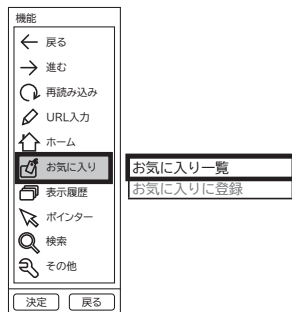 機能
戻る
進む
再読み込み
URL入力
ホーム
お気に入り
表示履歴
ポインター
検索
その他
お気に入り一覧
お気に入りに登録
決定
戻る